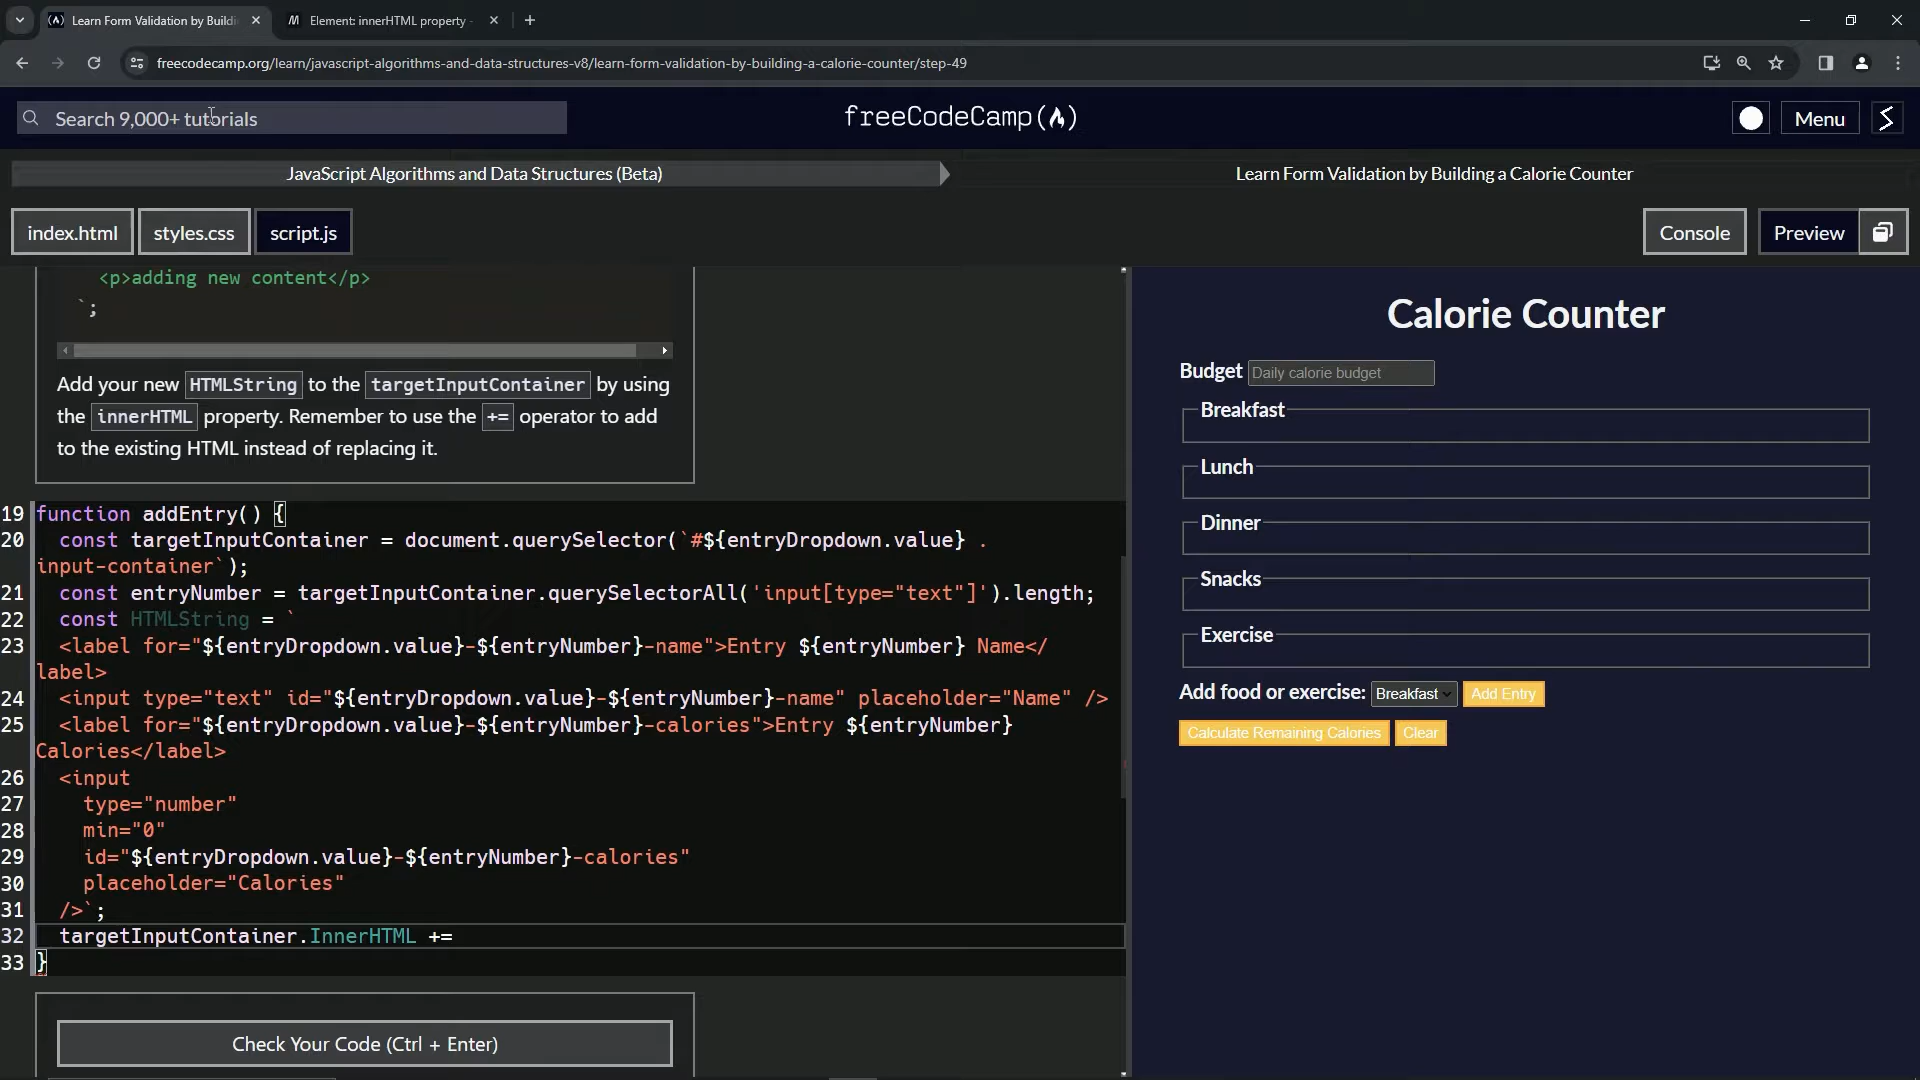 Learn Form Validation by Buildi
Element: innerHTML property -
freecodecamp.org/learn/javascript-algorithms-and-data-structures-v8/learn-form-validation-by-building-a-calorie-counter/step-49
Search 9,000+ tutorials
freeCodeCamp(🔥)
Menu
JavaScript Algorithms and Data Structures (Beta)
Learn Form Validation by Building a Calorie Counter
index.html
styles.css
script.js
Console
Preview
<p>adding new content</p>
`;
Add your new HTMLString to the targetInputContainer by using
the innerHTML property. Remember to use the += operator to add
to the existing HTML instead of replacing it.
19 function addEntry() {
20 const targetInputContainer = document.querySelector(`#${entryDropdown.value} .
input-container`);
21 const entryNumber = targetInputContainer.querySelectorAll('input[type="text"]').length;
22 const HTMLString = `
23 <label for="${entryDropdown.value}-${entryNumber}-name">Entry ${entryNumber} Name</
label>
24 <input type="text" id="${entryDropdown.value}-${entryNumber}-name" placeholder="Name" />
25 <label for="${entryDropdown.value}-${entryNumber}-calories">Entry ${entryNumber}
Calories</label>
26 <input
27 type="number"
28 min="0"
29 id="${entryDropdown.value}-${entryNumber}-calories"
30 placeholder="Calories"
31 />`;
32 targetInputContainer.InnerHTML +=
33 }
Check Your Code (Ctrl + Enter)
Calorie Counter
Budget Daily calorie budget
Breakfast
Lunch
Dinner
Snacks
Exercise
Add food or exercise: Breakfast Add Entry
Calculate Remaining Calories Clear